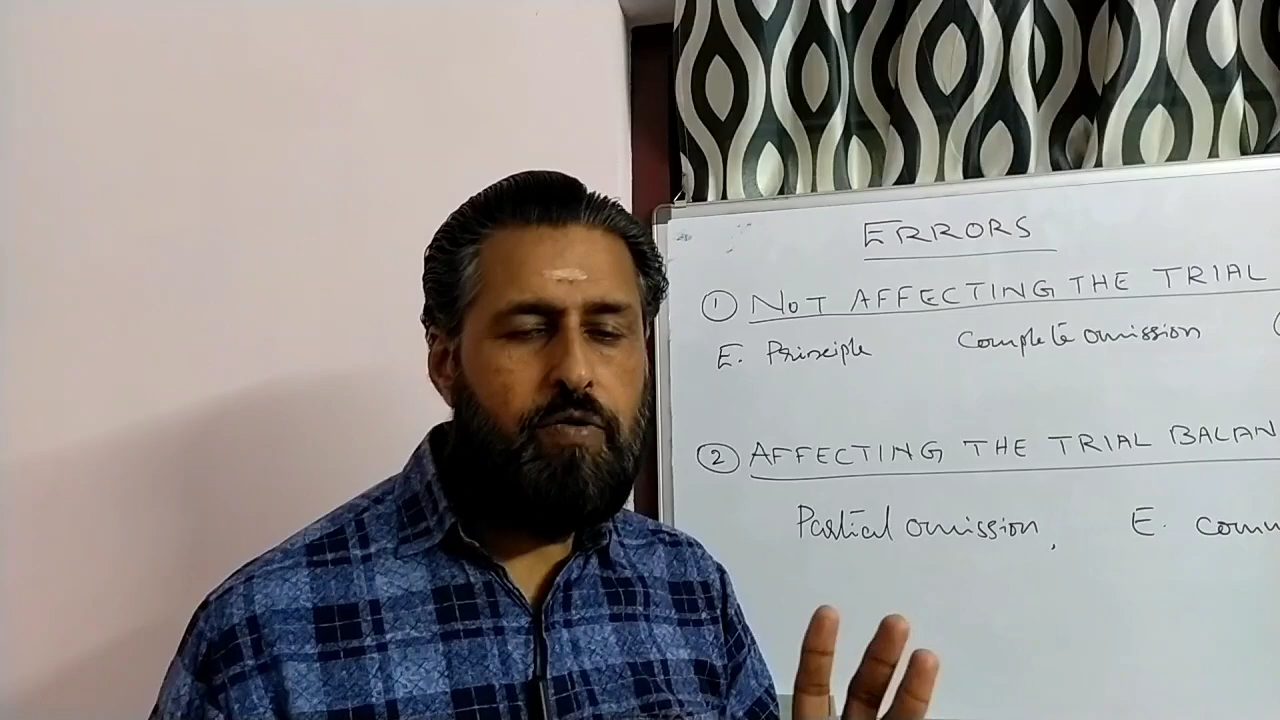 ERRORS
① NOT AFFECTING THE TRIAL
E. Principle Complete omission
② AFFECTING THE TRIAL BALAN
Partial omission, E. comm